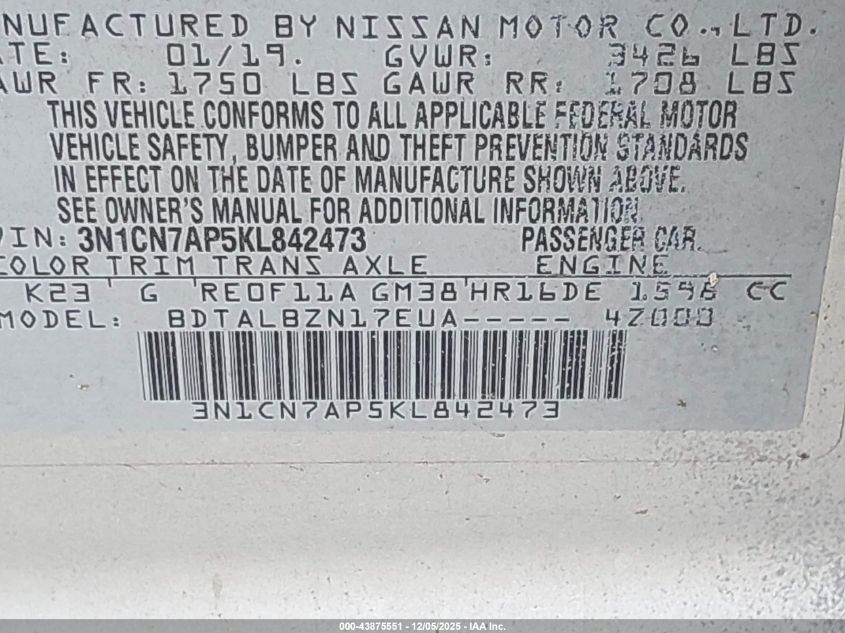 NUFACTURED BY NISSAN MOTOR CO., LTD.
ATE: 01/19. GVWR: 3426 LBS
AWR FR: 1750 LBS GAWR RR: 1708 LBS
THIS VEHICLE CONFORMS TO ALL APPLICABLE FEDERAL MOTOR
VEHICLE SAFETY, BUMPER AND THEFT PREVENTION STANDARDS
IN EFFECT ON THE DATE OF MANUFACTURE SHOWN ABOVE.
SEE OWNER'S MANUAL FOR ADDITIONAL INFORMATION
VIN: 3N1CN7AP5KL842473 PASSENGER CAR.
COLOR TRIM TRANS AXLE ENGINE
K23 G RE0F11A GM38 HR16DE 1598 CC
MODEL: BDTALBZN17EUA----- 42000
3N1CN7AP5KL842473
000-43875551 - 12/05/2025 - IAA Inc.